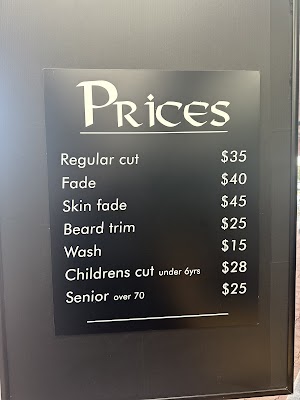 PRICES
Regular cut $35
Fade $40
Skin fade $45
Beard trim $25
Wash $15
Childrens cut under 6yrs $28
Senior over 70 $25